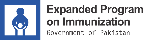 Expanded Program
on Immunization
Government of Pakistan